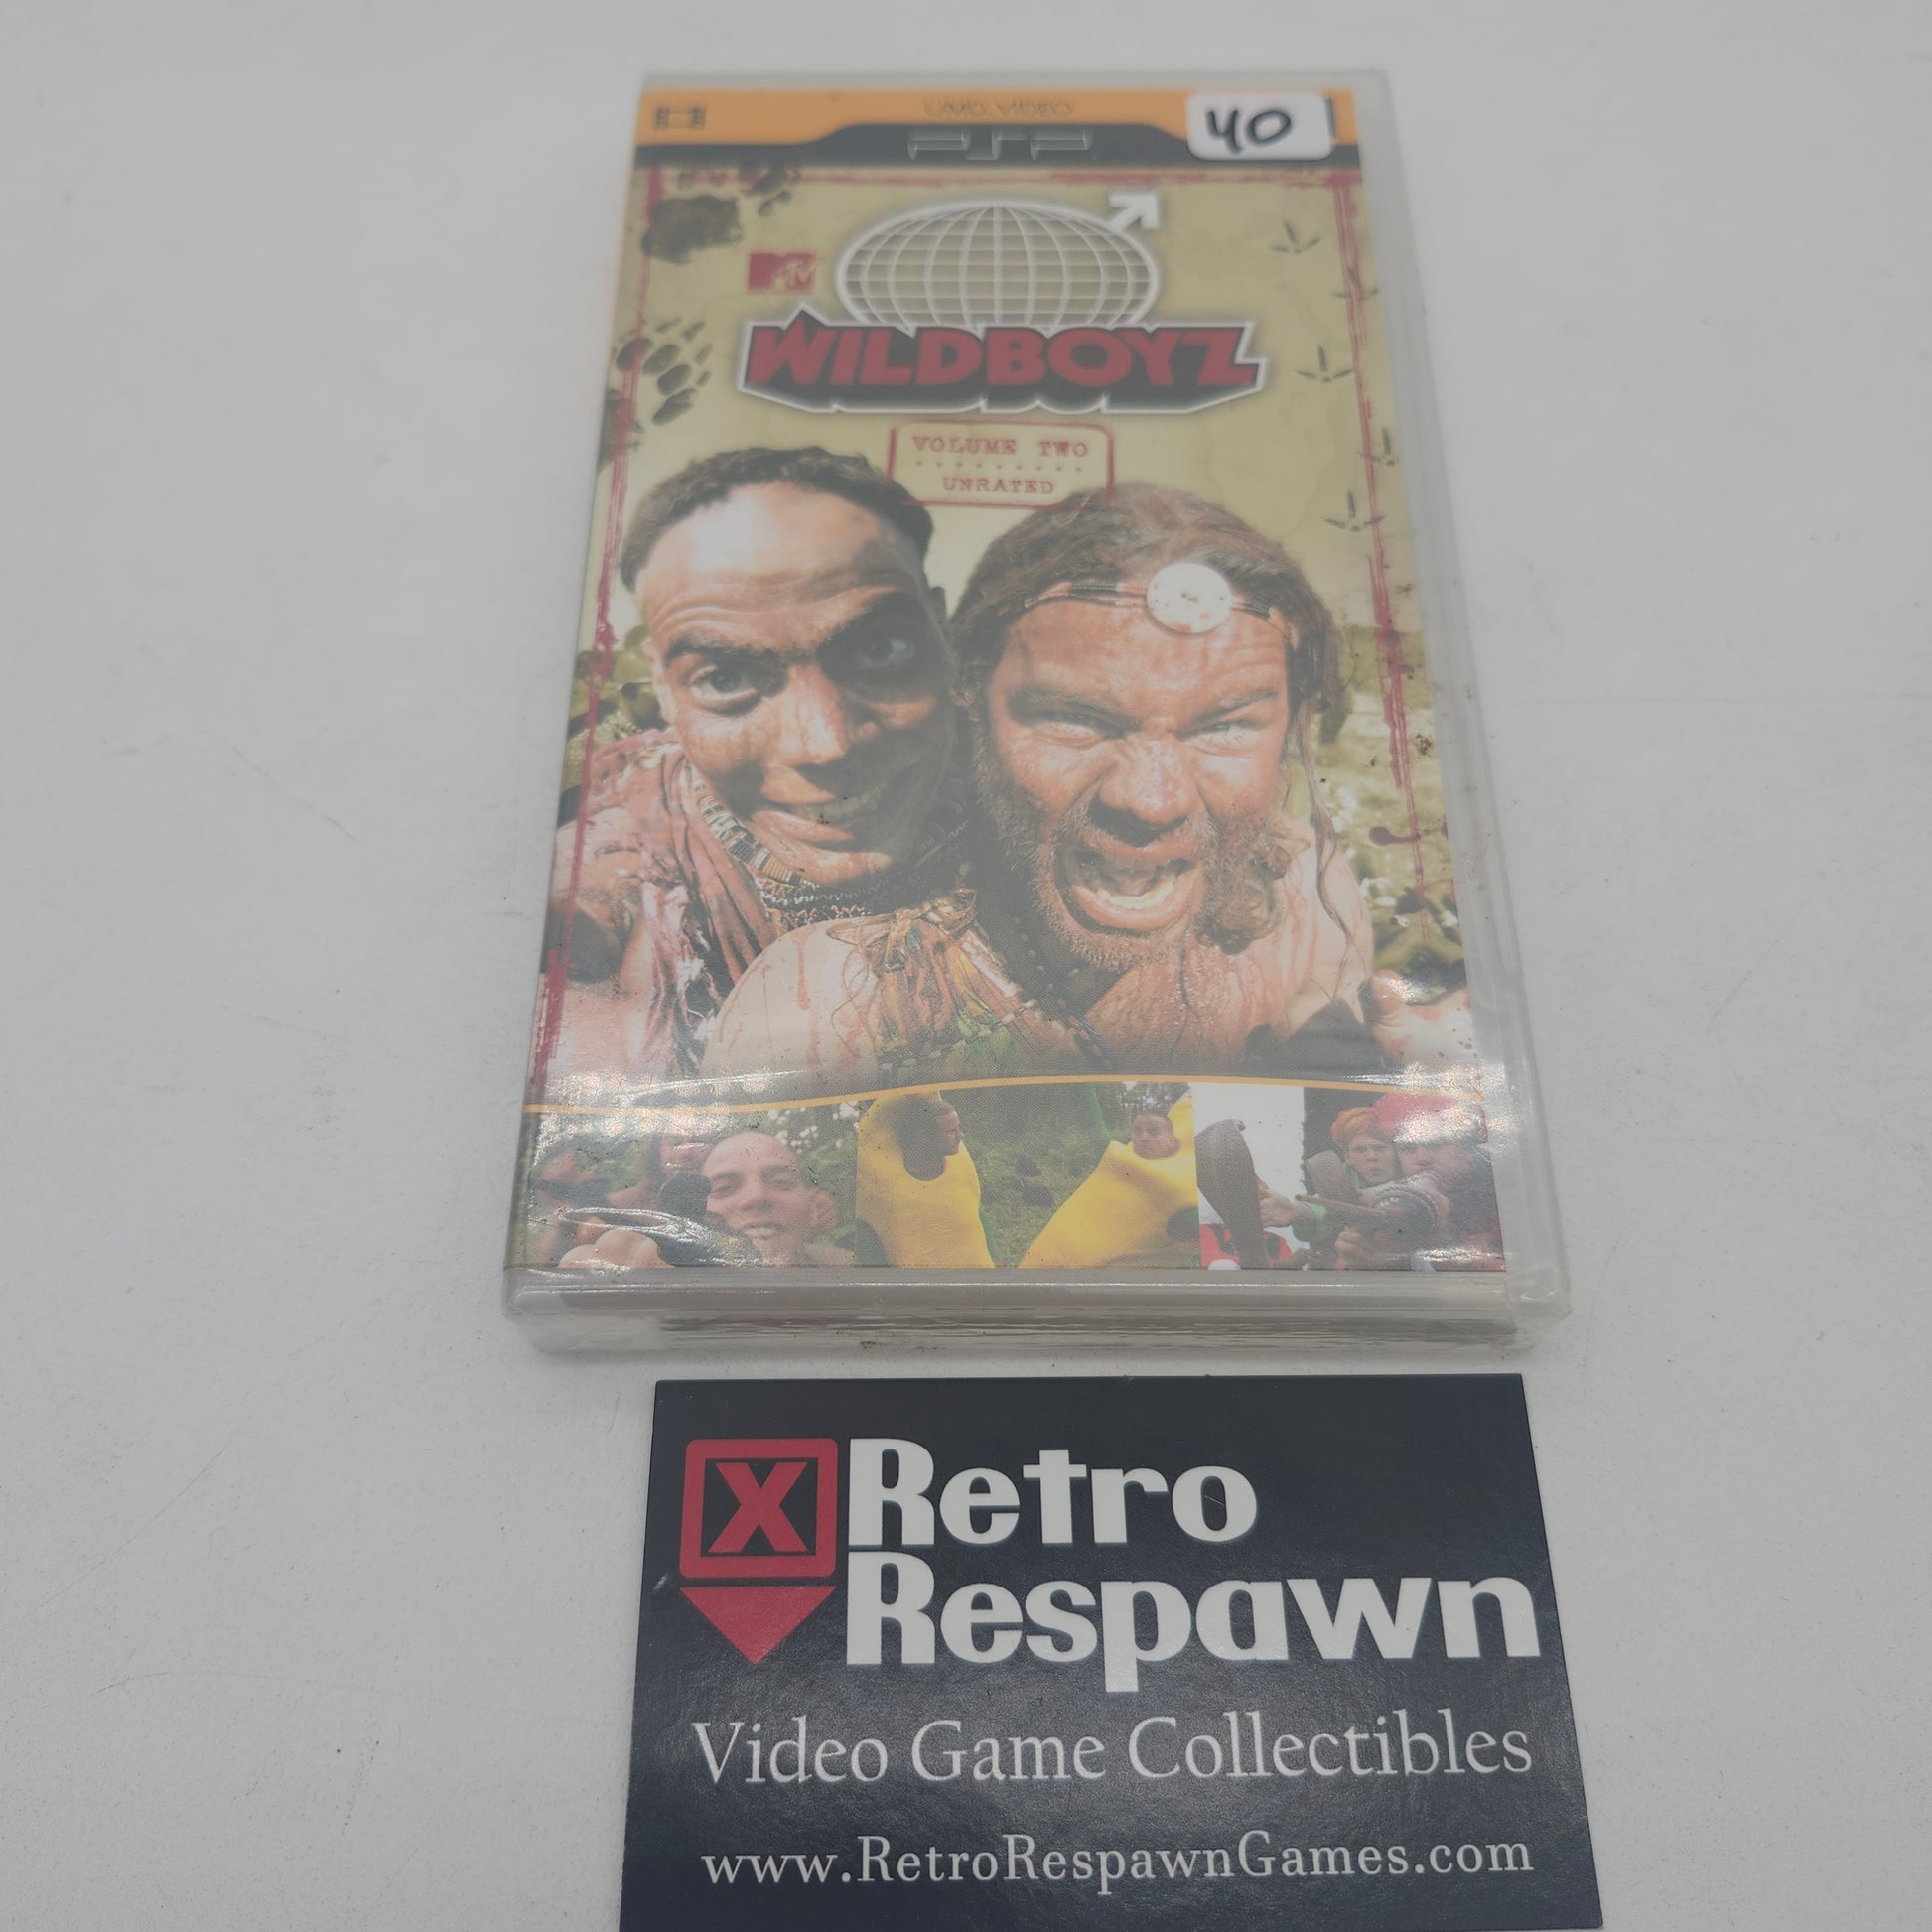 UMD VIDEO
PSP
40
MTV
WILDBOYZ
VOLUME TWO
UNRATED
X Retro
Respawn
Video Game Collectibles
www.RetroRespawnGames.com